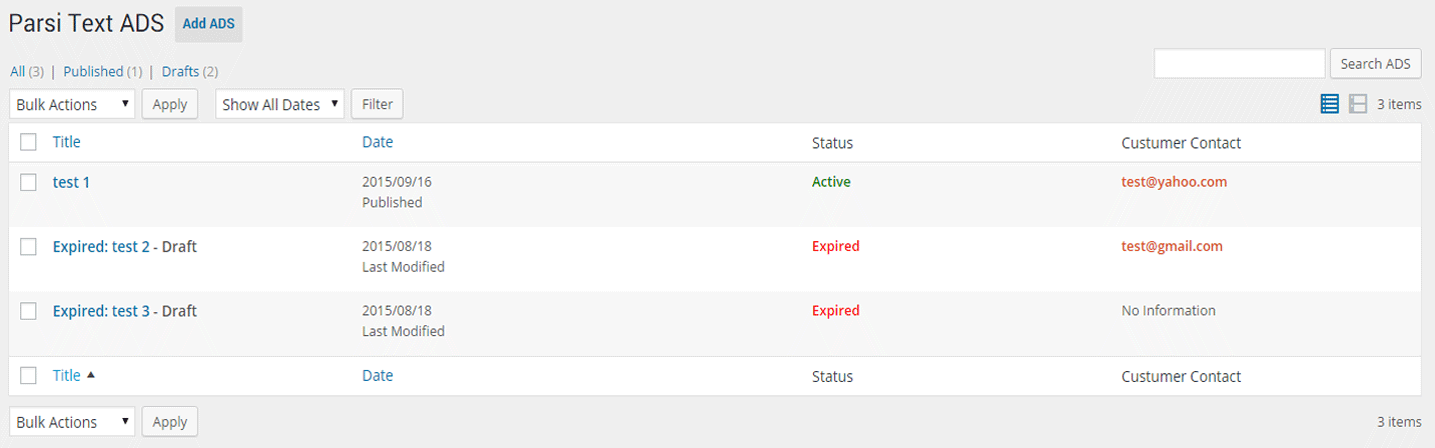 Parsi Text ADS Add ADS
All (3) | Published (1) | Drafts (2)
Search ADS
Bulk Actions Apply Show All Dates Filter 3 items
Title Date Status Custumer Contact
test 1 2015/09/16 Active test@yahoo.com
Published
Expired: test 2 - Draft 2015/08/18 Expired test@gmail.com
Last Modified
Expired: test 3 - Draft 2015/08/18 Expired No Information
Last Modified
Title Date Status Custumer Contact
Bulk Actions Apply 3 items